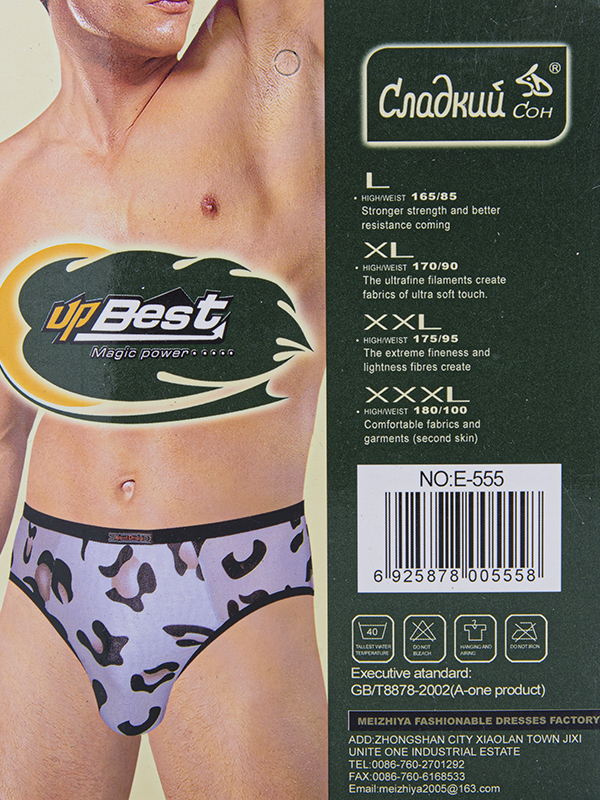 Сладкий Сон ®
L
• HIGH/WEIST 165/85
Stronger strength and better
resistance coming
XL
• HIGH/WEIST 170/90
The ultrafine filaments create
fabrics of ultra soft touch.
XXL
• HIGH/WEIST 175/95
The extreme fineness and
lightness fibres create
XXXL
• HIGH/WEIST 180/100
Comfortable fabrics and
garments (second skin)
up Best
Magic power•••••
NO:E-555
6 925878 005558
40
TALLEST WATER
TEMPERATURE
DO NOT
BLEACH
HANGING AND
AIRING
DO NOT IRON
Executive atandard:
GB/T8878-2002(A-one product)
MEIZHIYA FASHIONABLE DRESSES FACTORY
ADD:ZHONGSHAN CITY XIAOLAN TOWN JIXI
UNITE ONE INDUSTRIAL ESTATE
TEL:0086-760-2701292
FAX:0086-760-6168533
Email:meizhiya2005@163.com